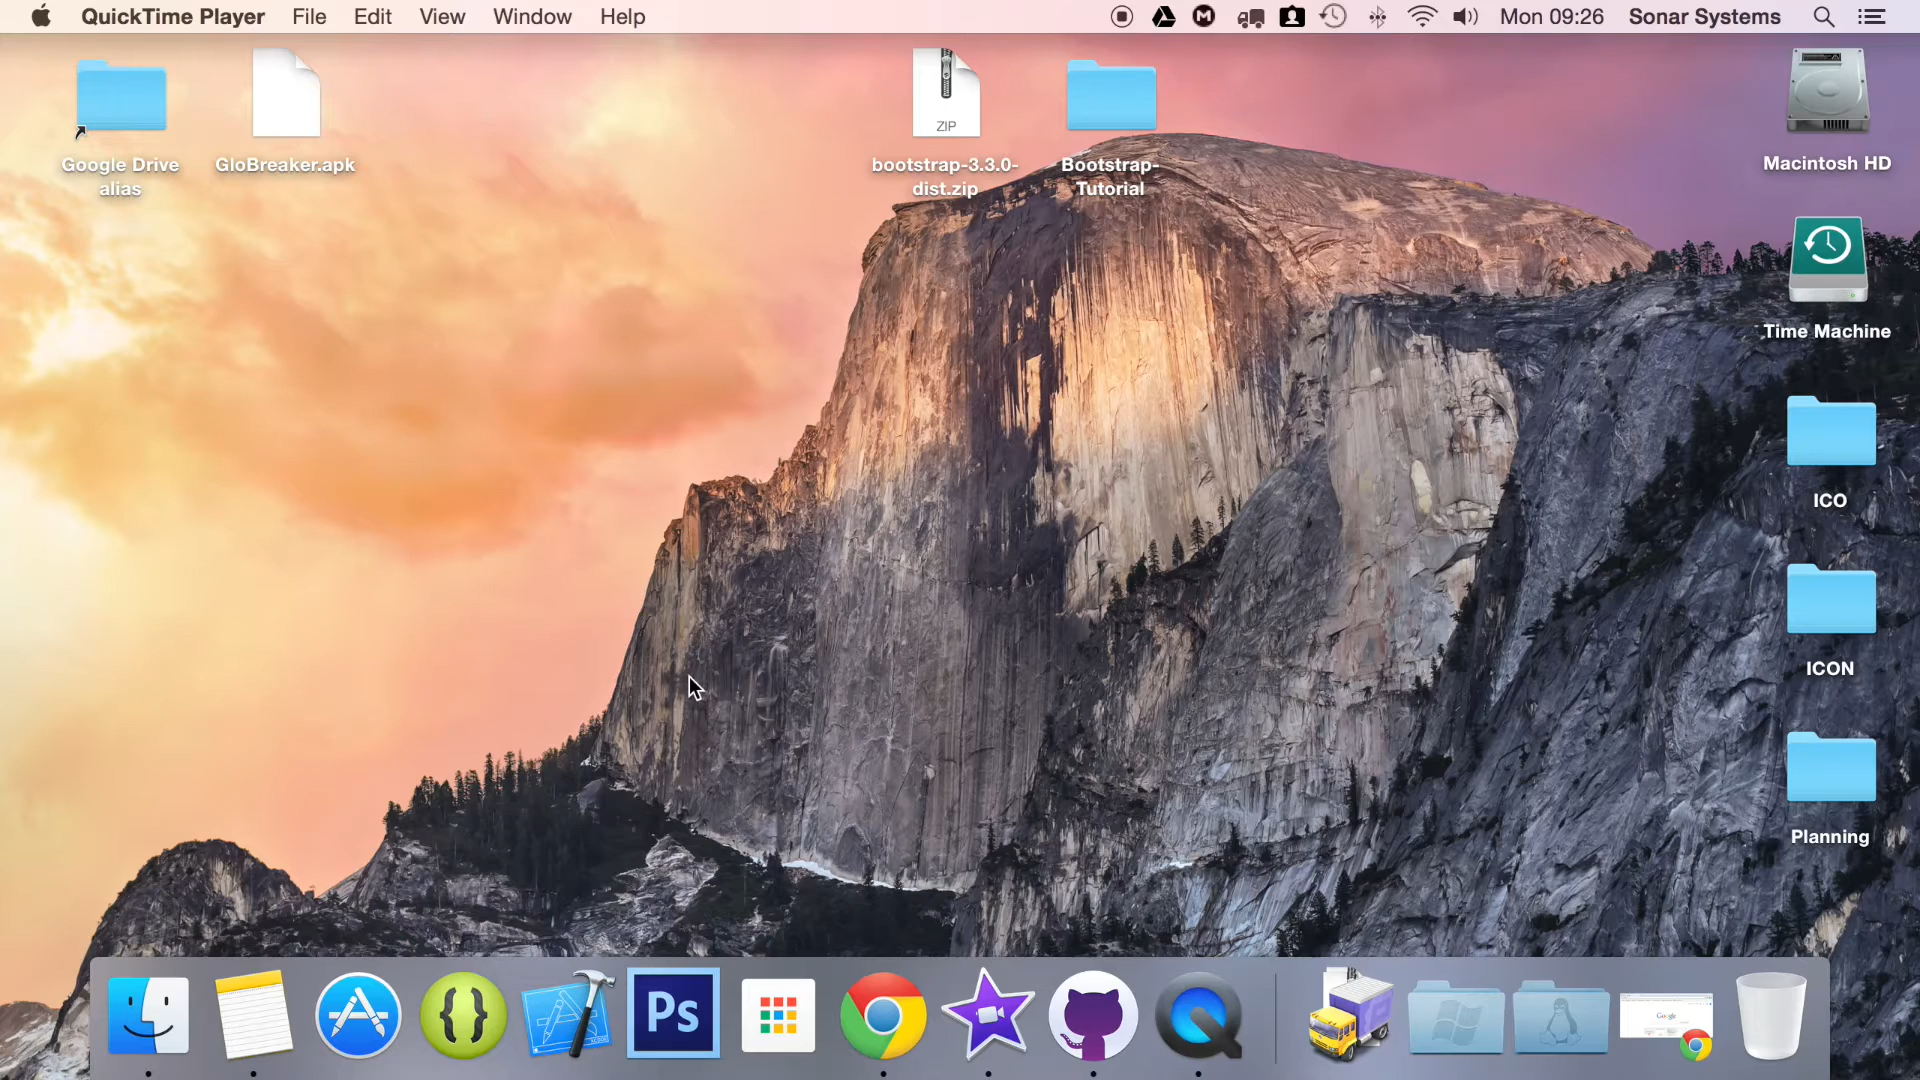 QuickTime Player File Edit View Window Help Mon 09:26 Sonar Systems
Google Drive
alias
GloBreaker.apk
ZIP
bootstrap-3.3.0-
dist.zip
Bootstrap-
Tutorial
Macintosh HD
Time Machine
ICO
ICON
Planning
Ps
Google